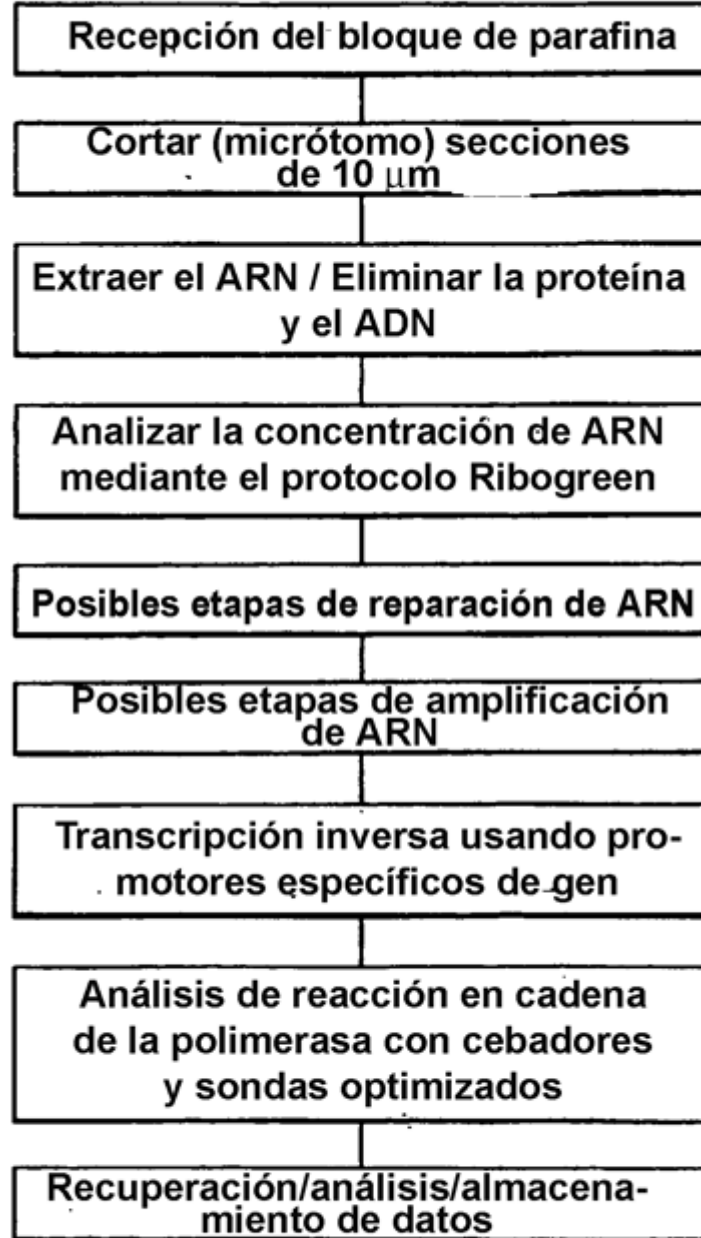 Recepción del bloque de parafina
Cortar (micrótomo) secciones
de 10 μm
Extraer el ARN / Eliminar la proteína
y el ADN
Analizar la concentración de ARN
mediante el protocolo Ribogreen
Posibles etapas de reparación de ARN
Posibles etapas de amplificación
de ARN
Transcripción inversa usando pro-
motores específicos de gen
Análisis de reacción en cadena
de la polimerasa con cebadores
y sondas optimizados
Recuperación/análisis/almacena-
miento de datos